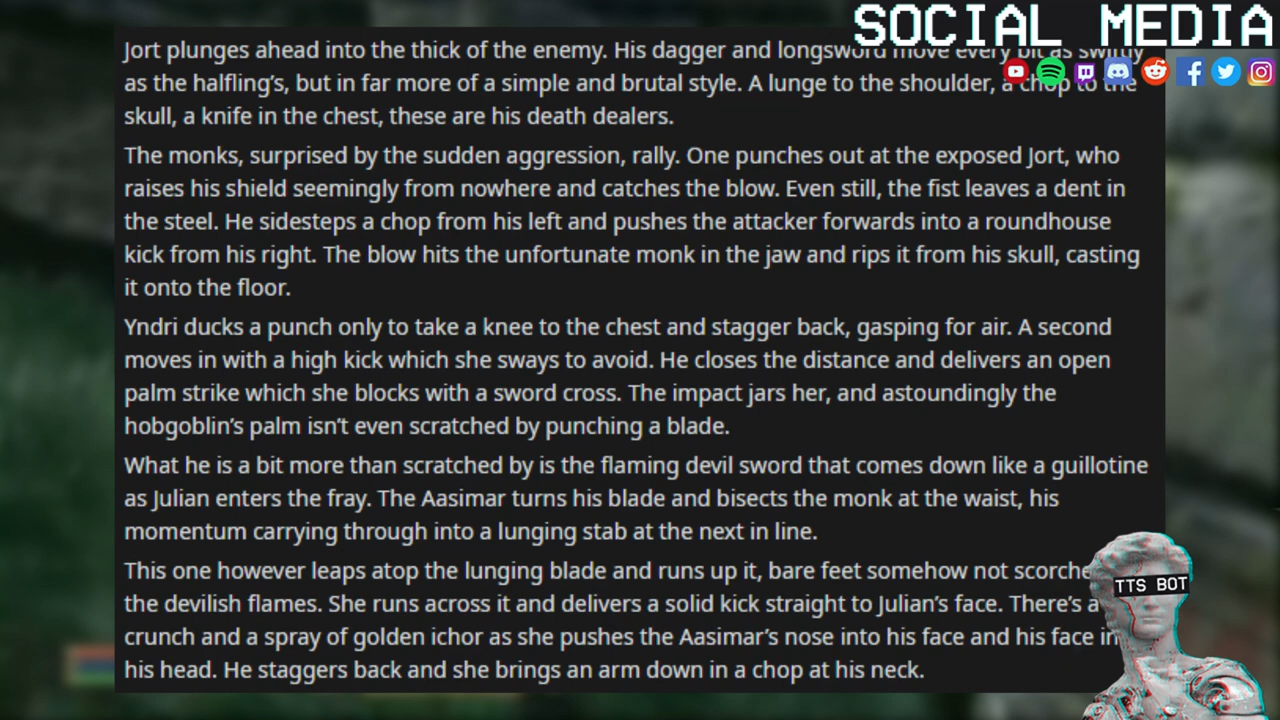 SOCIAL MEDIA
Jort plunges ahead into the thick of the enemy. His dagger and longsword move every bit as swiftly
as the halfling's, but in far more of a simple and brutal style. A lunge to the shoulder, a chop to the
skull, a knife in the chest, these are his death dealers.
The monks, surprised by the sudden aggression, rally. One punches out at the exposed Jort, who
raises his shield seemingly from nowhere and catches the blow. Even still, the fist leaves a dent in
the steel. He sidesteps a chop from his left and pushes the attacker forwards into a roundhouse
kick from his right. The blow hits the unfortunate monk in the jaw and rips it from his skull, casting
it onto the floor.
Yndri ducks a punch only to take a knee to the chest and stagger back, gasping for air. A second
moves in with a high kick which she sways to avoid. He closes the distance and delivers an open
palm strike which she blocks with a sword cross. The impact jars her, and astoundingly the
hobgoblin's palm isn't even scratched by punching a blade.
What he is a bit more than scratched by is the flaming devil sword that comes down like a guillotine
as Julian enters the fray. The Aasimar turns his blade and bisects the monk at the waist, his
momentum carrying through into a lunging stab at the next in line.
This one however leaps atop the lunging blade and runs up it, bare feet somehow not scorche
the devilish flames. She runs across it and delivers a solid kick straight to Julian's face. There's a
crunch and a spray of golden ichor as she pushes the Aasimar's nose into his face and his face in
his head. He staggers back and she brings an arm down in a chop at his neck.
TTS BOT